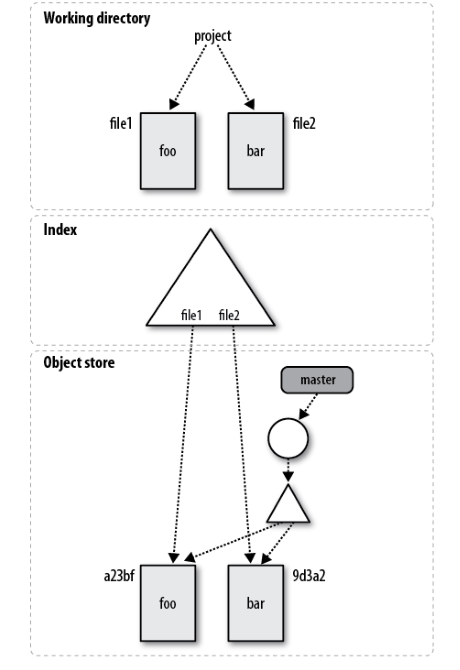 Working directory
project
file1
file2
foo
bar
Index
file1 file2
Object store
master
a23bf
9d3a2
foo
bar